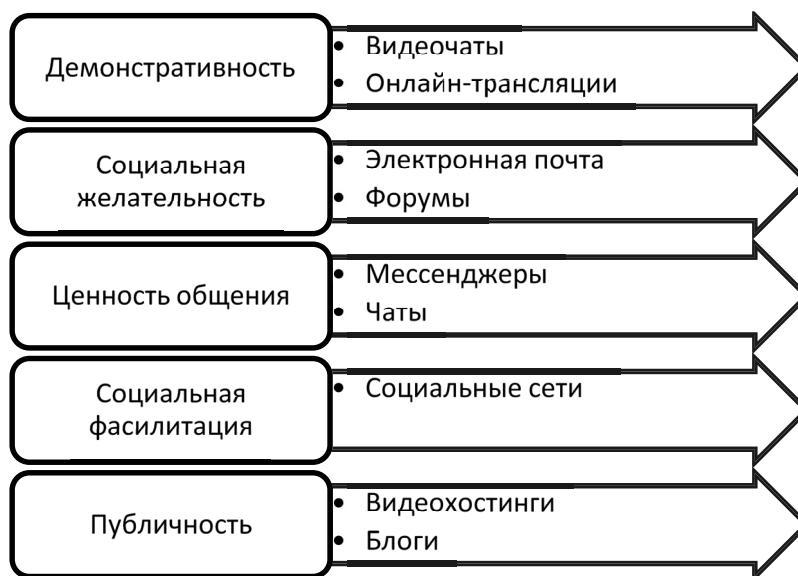 Демонстративность
• Видеочаты
• Онлайн-трансляции
Социальная
желательность
• Электронная почта
• Форумы
Ценность общения
• Мессенджеры
• Чаты
Социальная
фасилитация
• Социальные сети
Публичность
• Видеохостинги
• Блоги